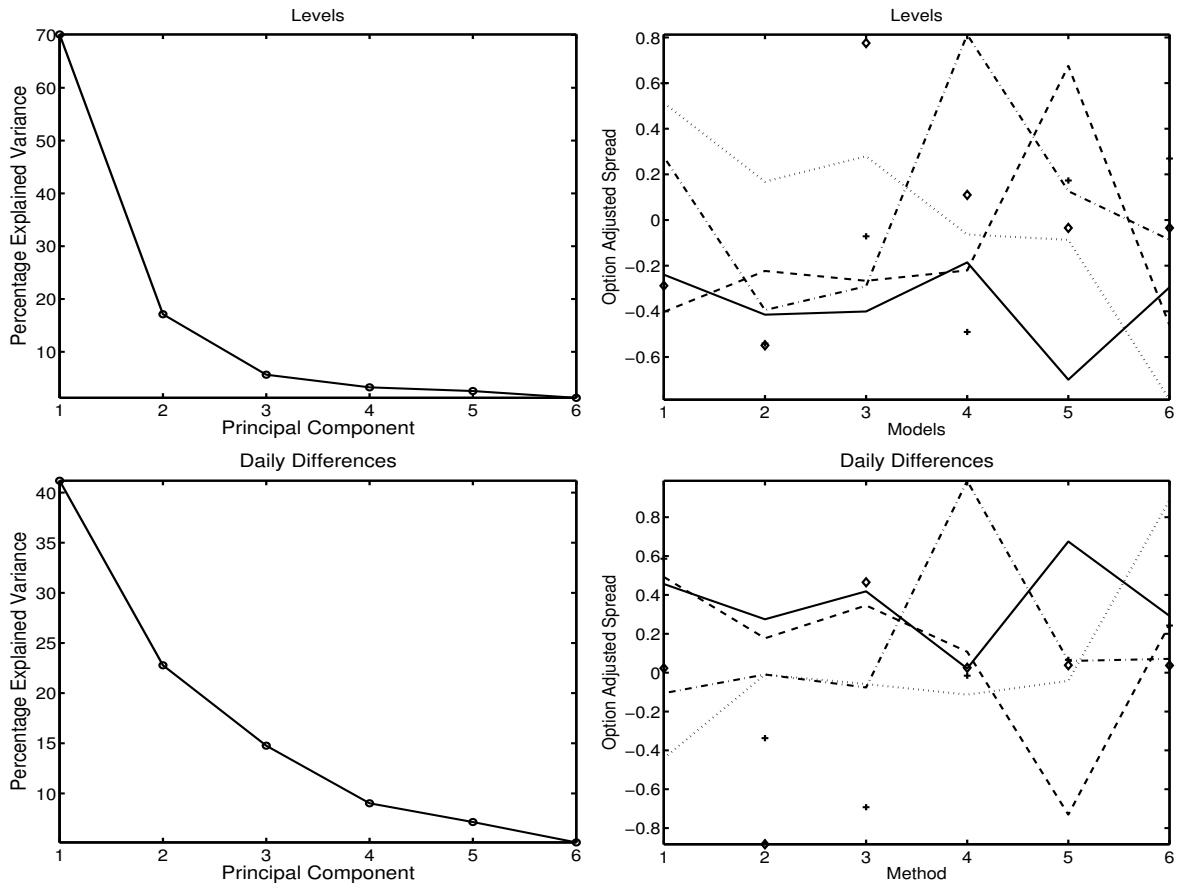 Levels
70
60
50
40
30
20
10
Percentage Explained Variance
1 2 3 4 5 6
Principal Component
Levels
0.8
0.6
0.4
0.2
0
−0.2
−0.4
−0.6
Option Adjusted Spread
1 2 3 4 5 6
Models
Daily Differences
40
35
30
25
20
15
10
Percentage Explained Variance
1 2 3 4 5 6
Principal Component
Daily Differences
0.8
0.6
0.4
0.2
0
−0.2
−0.4
−0.6
−0.8
Option Adjusted Spread
1 2 3 4 5 6
Method